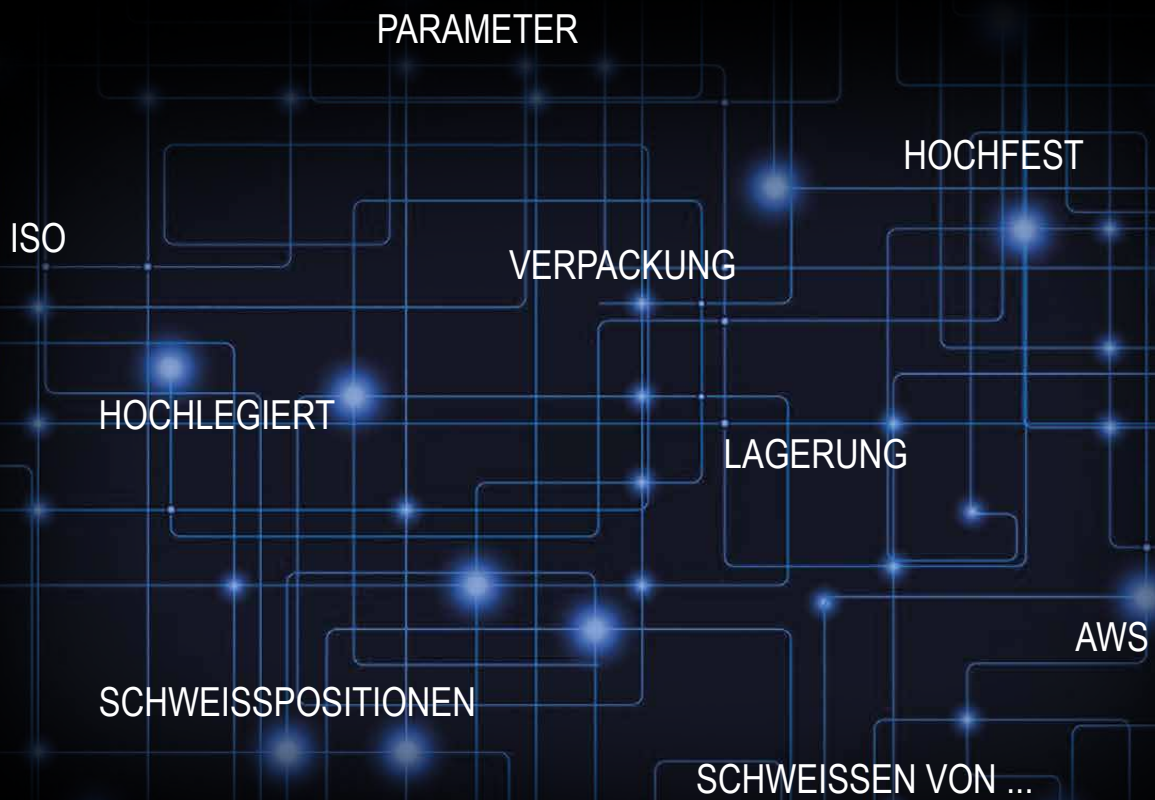 PARAMETER
HOCHFEST
ISO
VERPACKUNG
HOCHLEGIERT
LAGERUNG
AWS
SCHWEISSPOSITIONEN
SCHWEISSEN VON ...